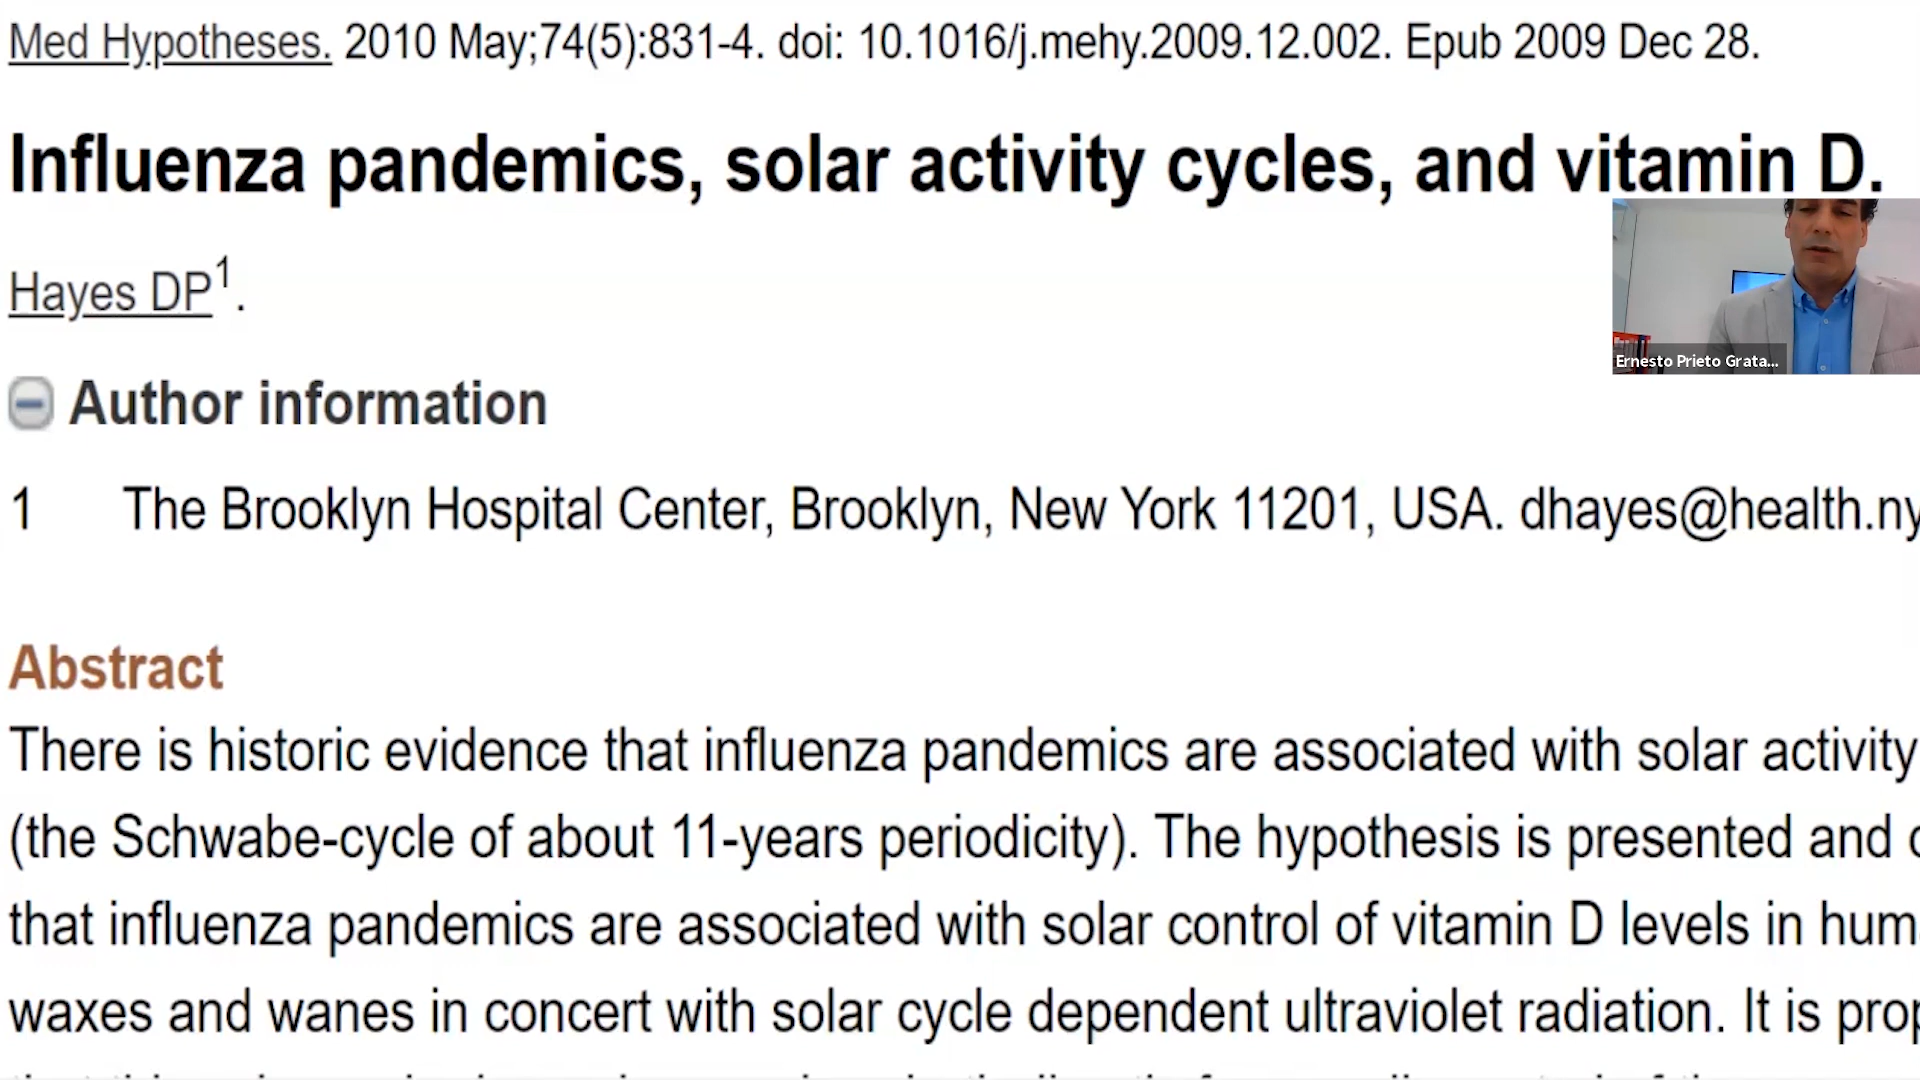 Med Hypotheses. 2010 May;74(5):831-4. doi: 10.1016/j.mehy.2009.12.002. Epub 2009 Dec 28.
Influenza pandemics, solar activity cycles, and vitamin D.
Hayes DP1.
Ernesto Prieto Grata...
Author information
1 The Brooklyn Hospital Center, Brooklyn, New York 11201, USA. dhayes@health.ny
Abstract
There is historic evidence that influenza pandemics are associated with solar activity
(the Schwabe-cycle of about 11-years periodicity). The hypothesis is presented and
that influenza pandemics are associated with solar control of vitamin D levels in hum
waxes and wanes in concert with solar cycle dependent ultraviolet radiation. It is prop